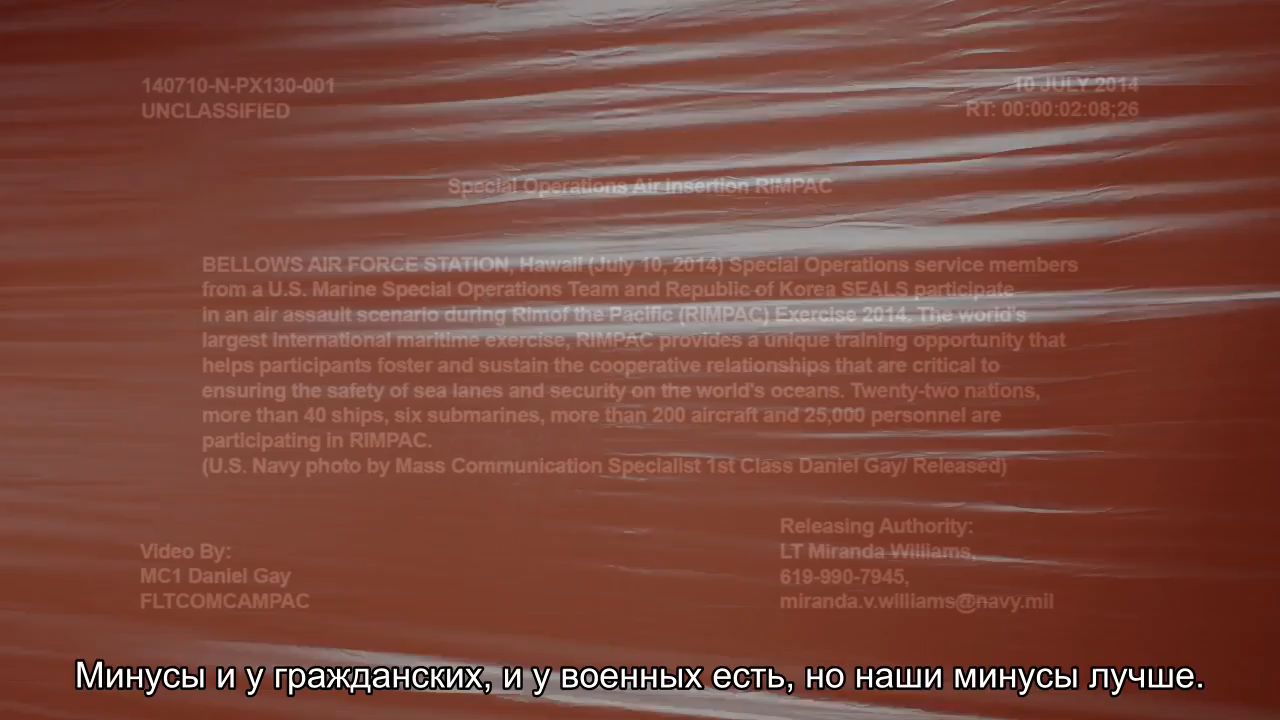 140710-N-PX130-001
UNCLASSIFIED
10 JULY 2014
RT: 00:00:02:08;26
Special Operations Air Insertion RIMPAC
BELLOWS AIR FORCE STATION, Hawaii (July 10, 2014) Special Operations service members
from a U.S. Marine Special Operations Team and Republic of Korea SEALS participate
in an air assault scenario during Rimof the Pacific (RIMPAC) Exercise 2014. The world's
largest international maritime exercise, RIMPAC provides a unique training opportunity that
helps participants foster and sustain the cooperative relationships that are critical to
ensuring the safety of sea lanes and security on the world's oceans. Twenty-two nations,
more than 40 ships, six submarines, more than 200 aircraft and 25,000 personnel are
participating in RIMPAC.
(U.S. Navy photo by Mass Communication Specialist 1st Class Daniel Gay/ Released)
Video By:
MC1 Daniel Gay
FLTCOMCAMPAC
Releasing Authority:
LT Miranda Williams,
619-990-7945,
miranda.v.williams@navy.mil
Минусы и у гражданских, и у военных есть, но наши минусы лучше.